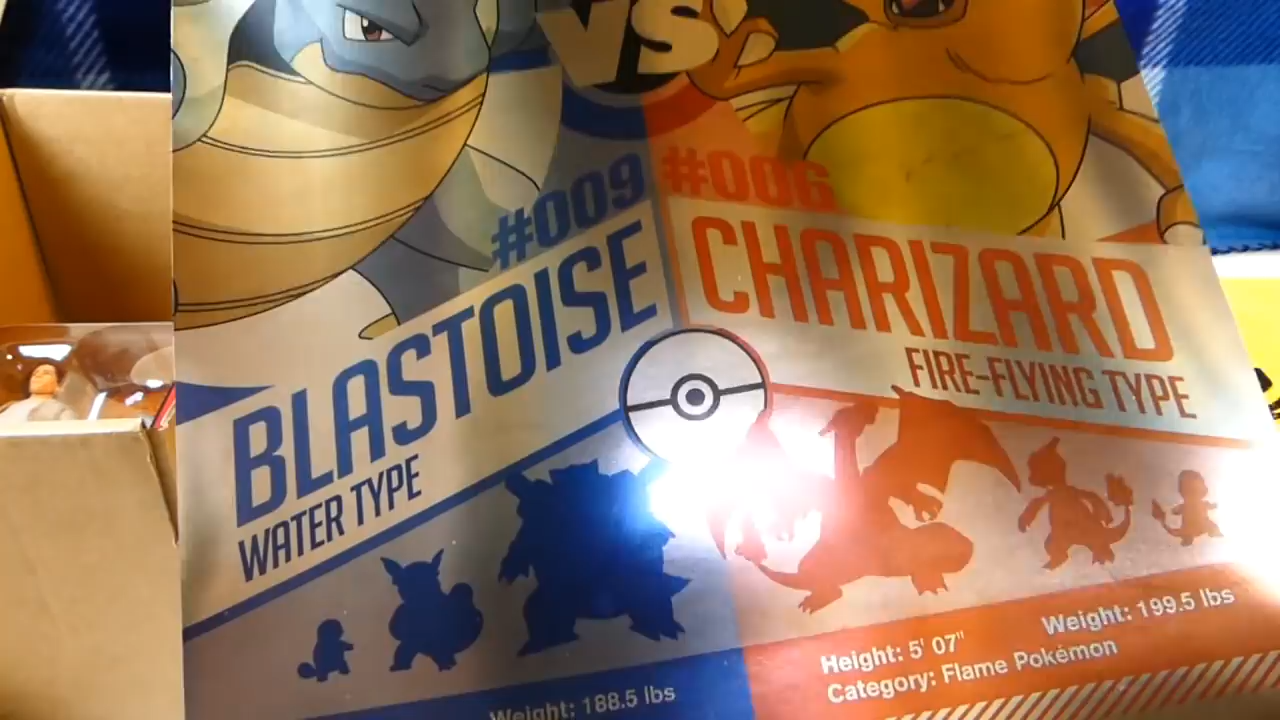 VS
#009
BLASTOISE
WATER TYPE
Weight: 188.5 lbs
#006
CHARIZARD
FIRE-FLYING TYPE
Height: 5' 07" Weight: 199.5 lbs
Category: Flame Pokémon